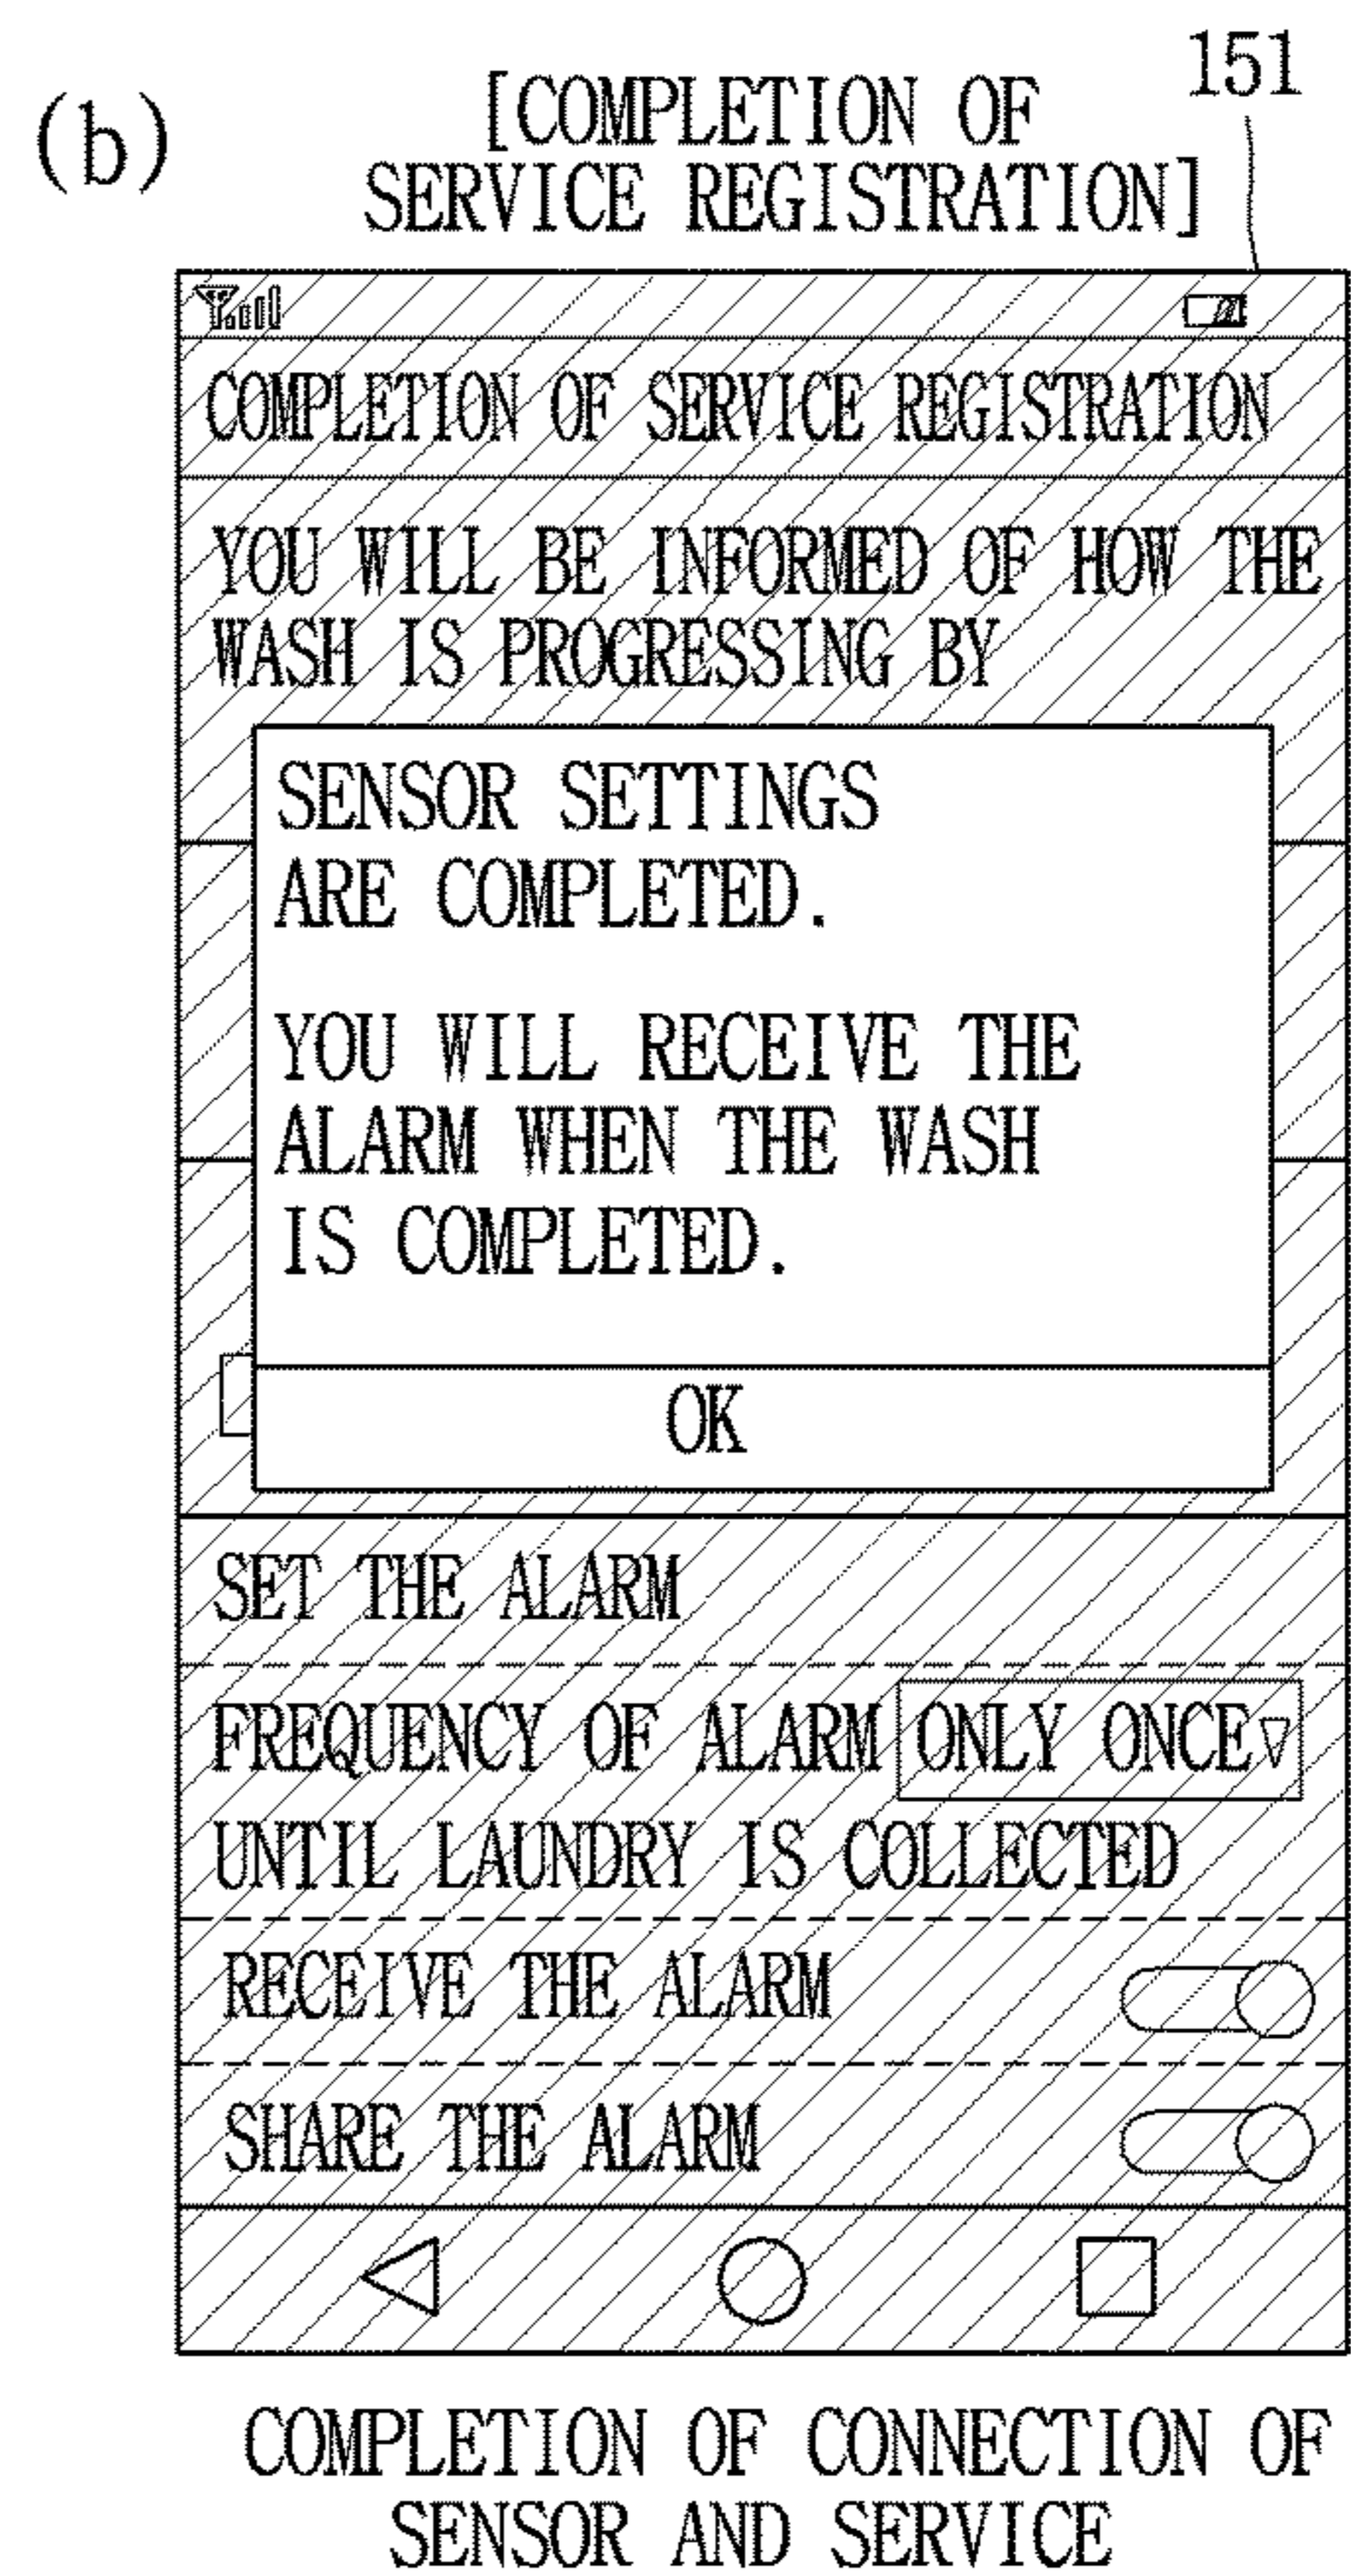 151
(b)
[COMPLETION OF
SERVICE REGISTRATION]
COMPLETION OF SERVICE REGISTRATION
YOU WILL BE INFORMED OF HOW THE
WASH IS PROGRESSING BY
SENSOR SETTINGS
ARE COMPLETED.
YOU WILL RECEIVE THE
ALARM WHEN THE WASH
IS COMPLETED.
OK
SET THE ALARM
FREQUENCY OF ALARM ONLY ONCE
UNTIL LAUNDRY IS COLLECTED
RECEIVE THE ALARM
SHARE THE ALARM
COMPLETION OF CONNECTION OF
SENSOR AND SERVICE